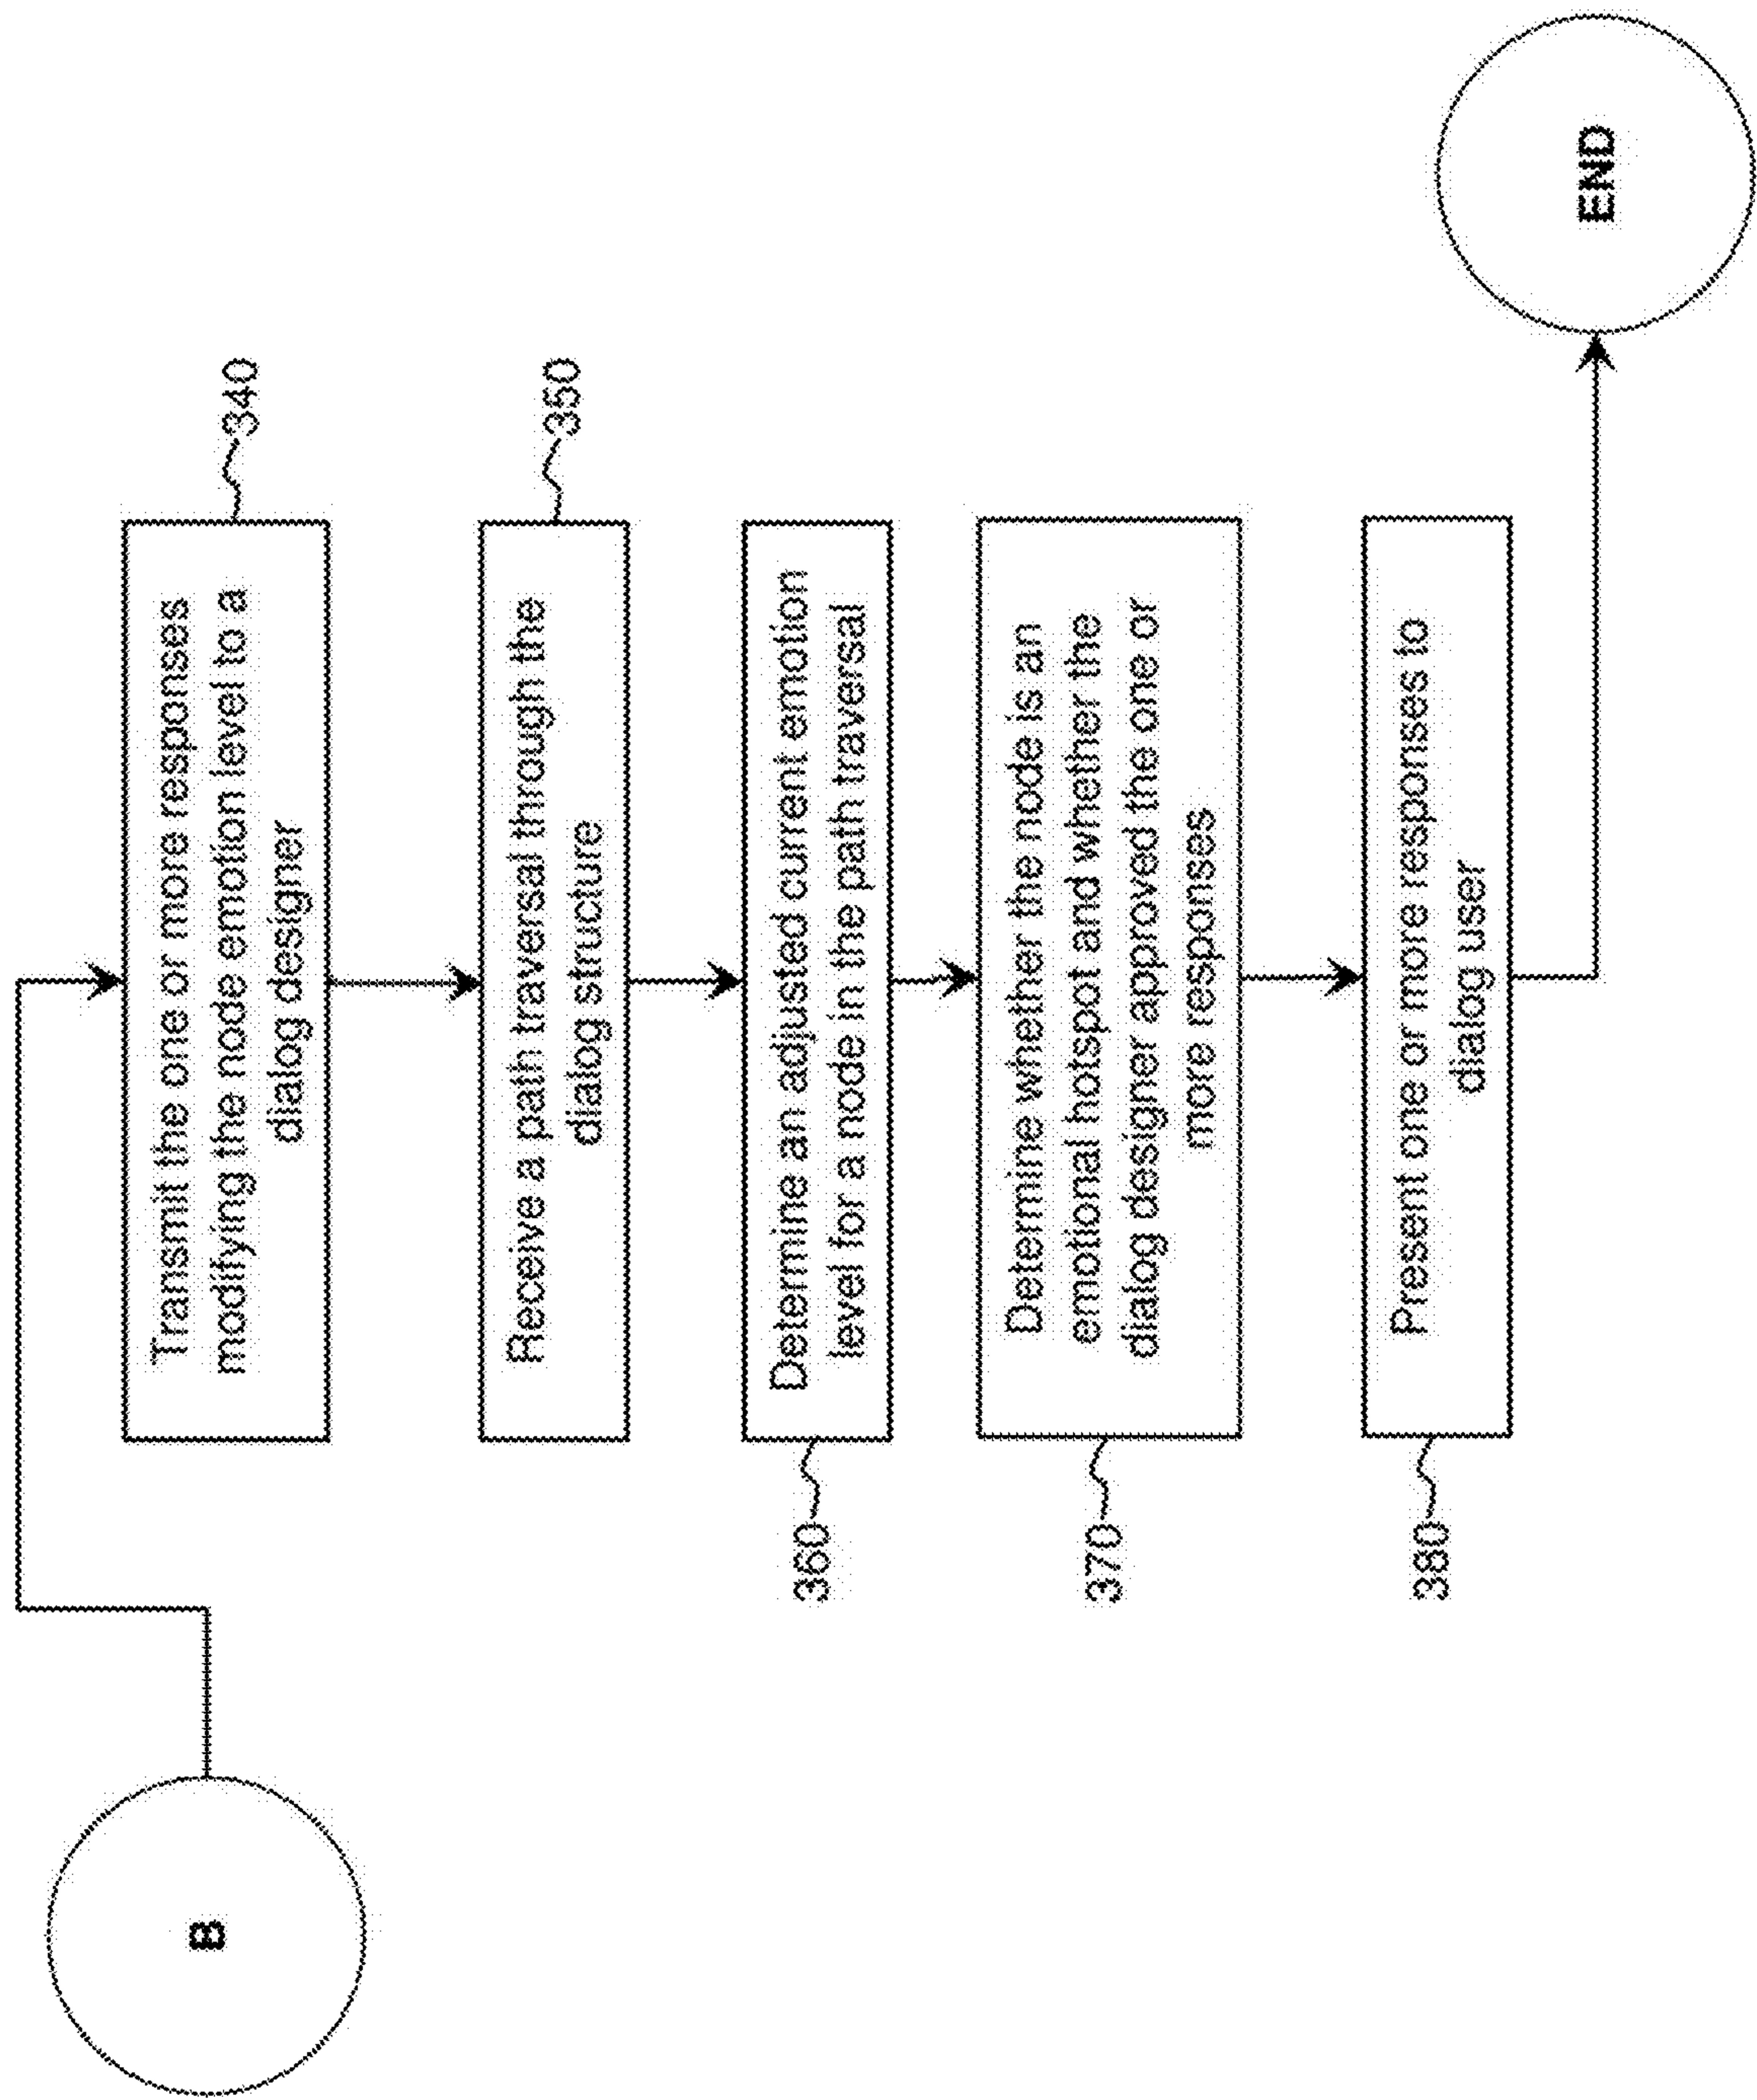 B
Transmit the one or more responses
modifying the node emotion level to a
dialog designer
340
Receive a path traversal through the
dialog structure
350
Determine an adjusted current emotion
level for a node in the path traversal
360
Determine whether the node is an
emotional hotspot and whether the
dialog designer approved the one or
more responses
370
Present one or more responses to
dialog user
380
END